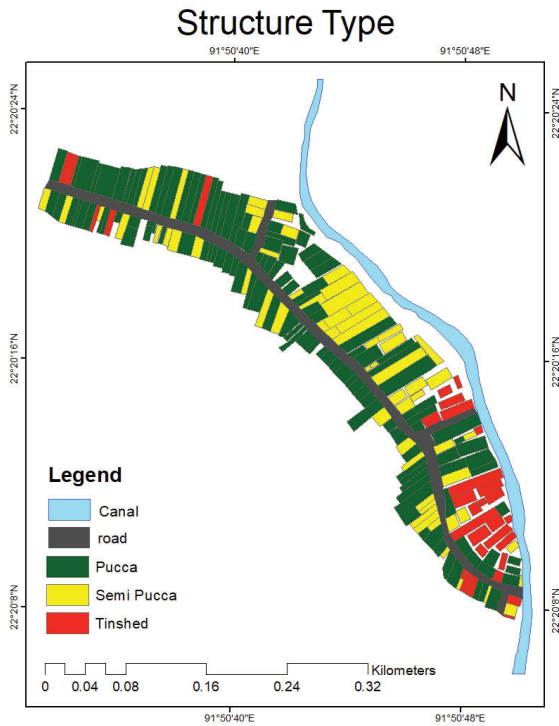 Structure Type
91°50'40"E 91°50'48"E
22°20'24"N 22°20'24"N
N
22°20'16"N 22°20'16"N
Legend
Canal
road
Pucca
Semi Pucca
Tinshed
22°20'8"N 22°20'8"N
Kilometers
0 0.04 0.08 0.16 0.24 0.32
91°50'40"E 91°50'48"E